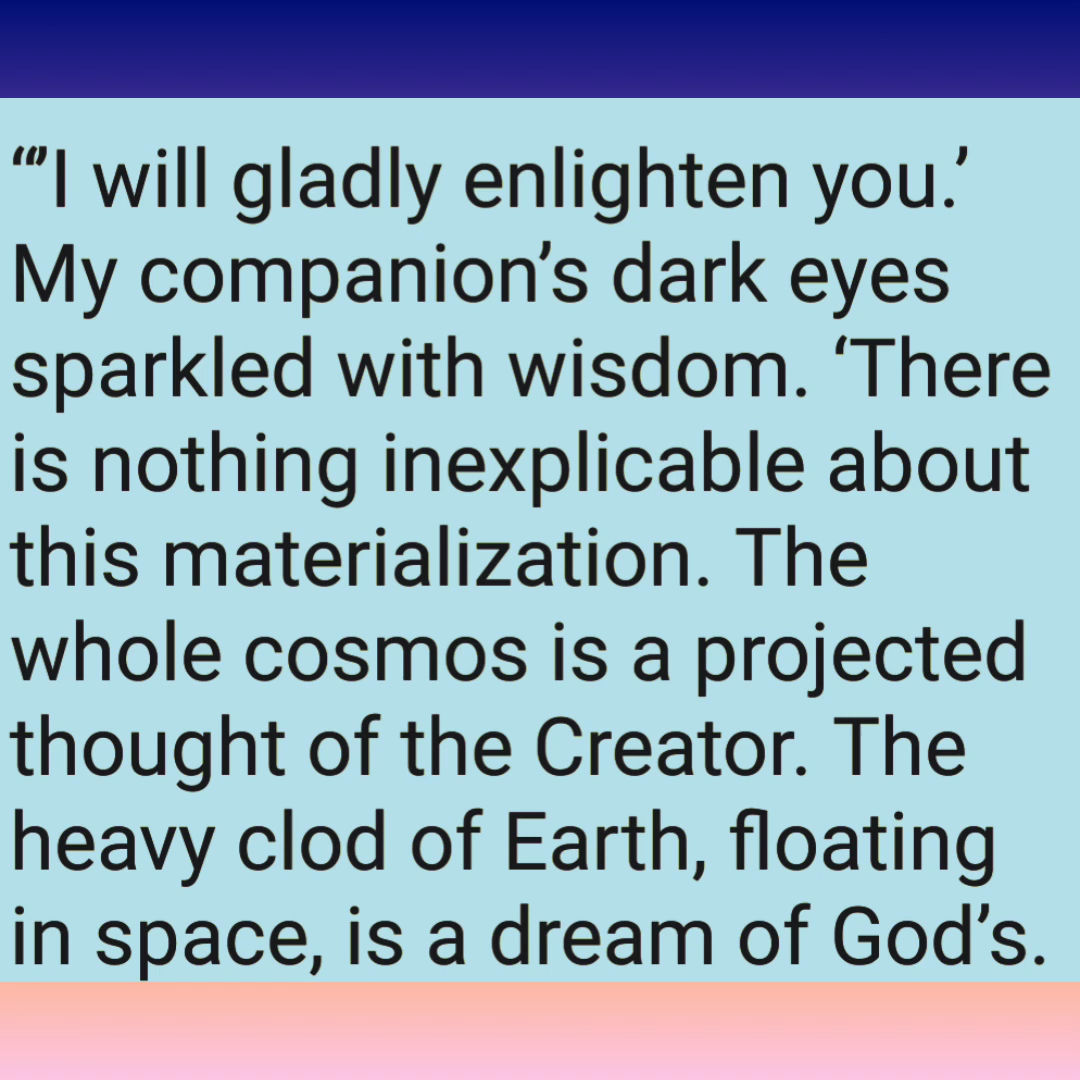 “’I will gladly enlighten you.’
My companion’s dark eyes
sparkled with wisdom. ‘There
is nothing inexplicable about
this materialization. The
whole cosmos is a projected
thought of the Creator. The
heavy clod of Earth, floating
in space, is a dream of God’s.